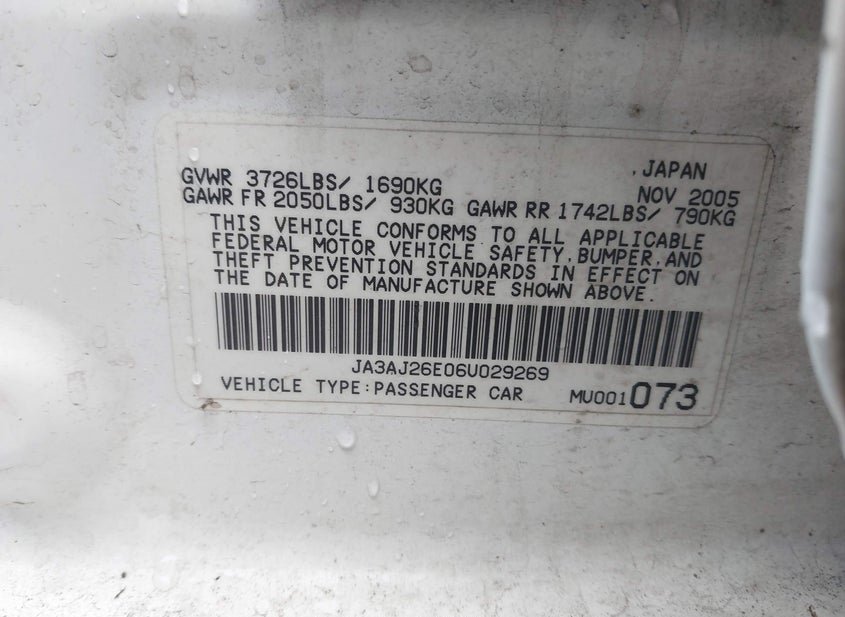 ,JAPAN
GVWR 3726LBS/ 1690KG NOV 2005
GAWR FR 2050LBS/ 930KG GAWR RR 1742LBS/ 790KG
THIS VEHICLE CONFORMS TO ALL APPLICABLE
FEDERAL MOTOR VEHICLE SAFETY,BUMPER,AND
THEFT PREVENTION STANDARDS IN EFFECT ON
THE DATE OF MANUFACTURE SHOWN ABOVE.
JA3AJ26E06U029269
VEHICLE TYPE:PASSENGER CAR MU001073